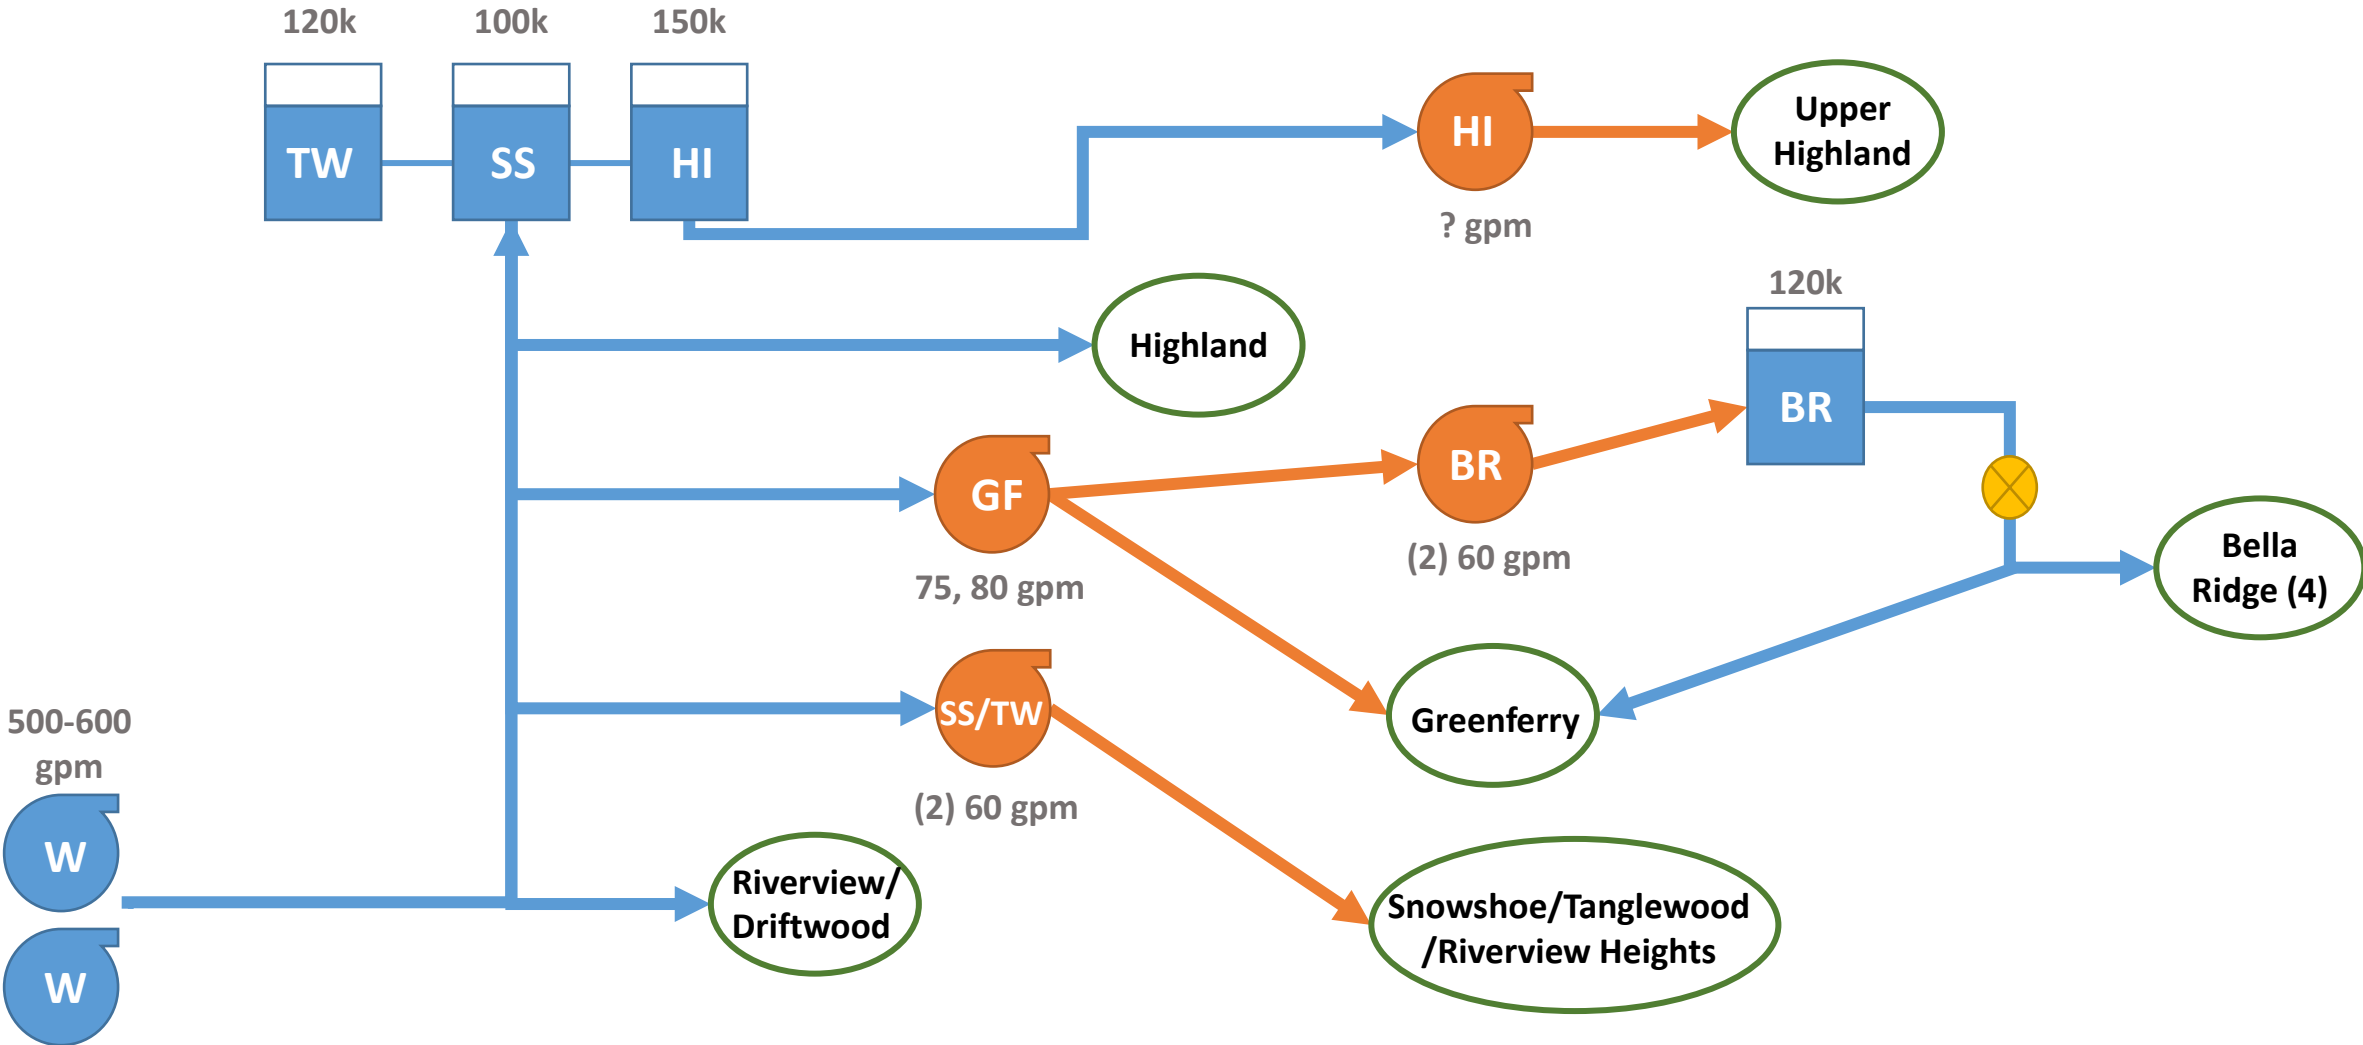 120k
100k
150k
TW
SS
HI
HI
? gpm
Upper
Highland
Highland
120k
BR
GF
75, 80 gpm
BR
(2) 60 gpm
Bella
Ridge (4)
Greenferry
SS/TW
(2) 60 gpm
500-600
gpm
W
W
Riverview/
Driftwood
Snowshoe/Tanglewood
/Riverview Heights